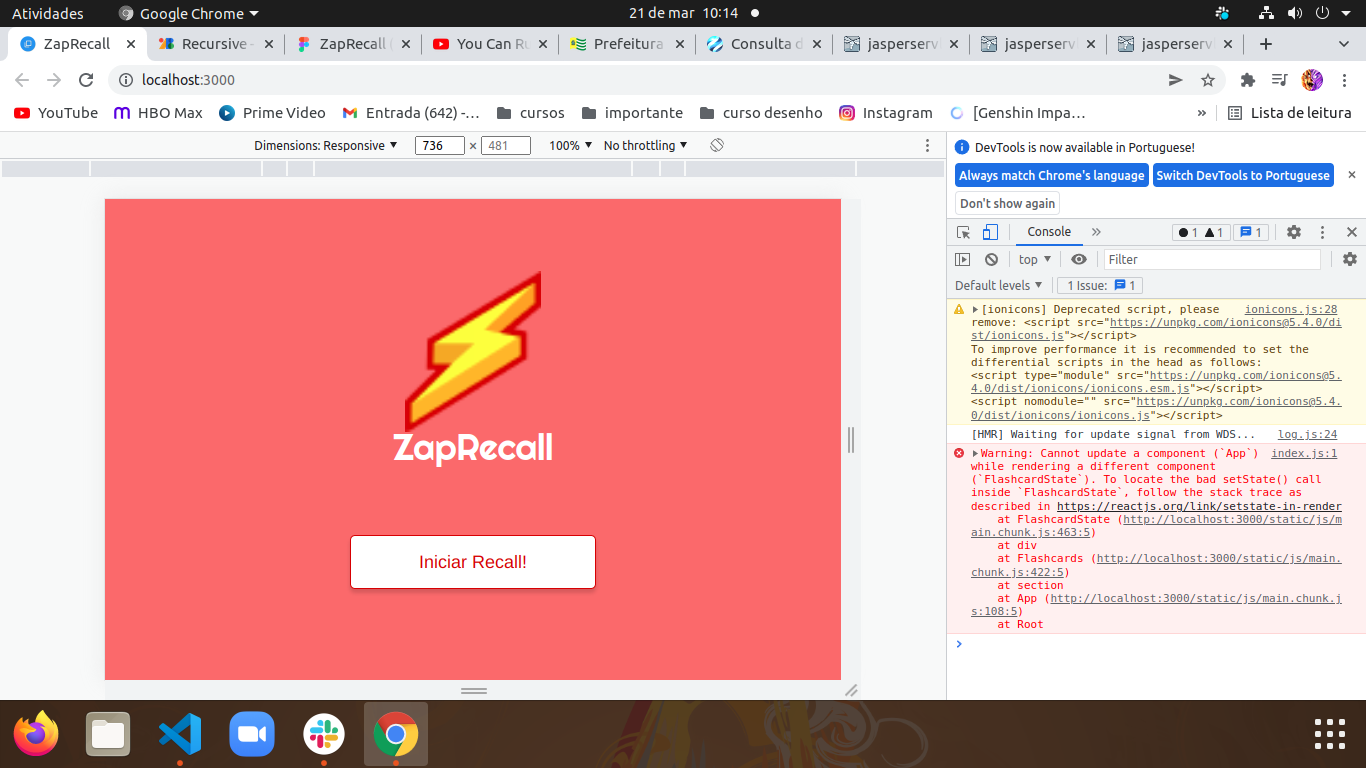 Atividades
Google Chrome
21 de mar 10:14
ZapRecall
Recursive -
ZapRecall (
You Can Ru
Prefeitura
Consulta d
jasperserv
jasperserv
jasperserv
localhost:3000
YouTube
HBO Max
Prime Video
Entrada (642) -...
cursos
importante
curso desenho
Instagram
[Genshin Impa...
»
Lista de leitura
Dimensions: Responsive
736 × 481
100%
No throttling
DevTools is now available in Portuguese!
Always match Chrome's language
Switch DevTools to Portuguese
Don't show again
Console
»
1
1
1
top
Filter
Default levels
1 Issue:
1
[ionicons] Deprecated script, please ionicons.js:28
remove: <script src="https://unpkg.com/ionicons@5.4.0/di
st/ionicons.js"></script>
To improve performance it is recommended to set the
differential scripts in the head as follows:
<script type="module" src="https://unpkg.com/ionicons@5.
4.0/dist/ionicons/ionicons.esm.js"></script>
<script nomodule="" src="https://unpkg.com/ionicons@5.4.
0/dist/ionicons/ionicons.js"></script>
[HMR] Waiting for update signal from WDS... log.js:24
Warning: Cannot update a component (`App`) index.js:1
while rendering a different component
(`FlashcardState`). To locate the bad setState() call
inside `FlashcardState`, follow the stack trace as
described in https://reactjs.org/link/setstate-in-render
at FlashcardState (http://localhost:3000/static/js/m
ain.chunk.js:463:5)
at div
at Flashcards (http://localhost:3000/static/js/main.
chunk.js:422:5)
at section
at App (http://localhost:3000/static/js/main.chunk.j
s:108:5)
at Root
ZapRecall
Iniciar Recall!